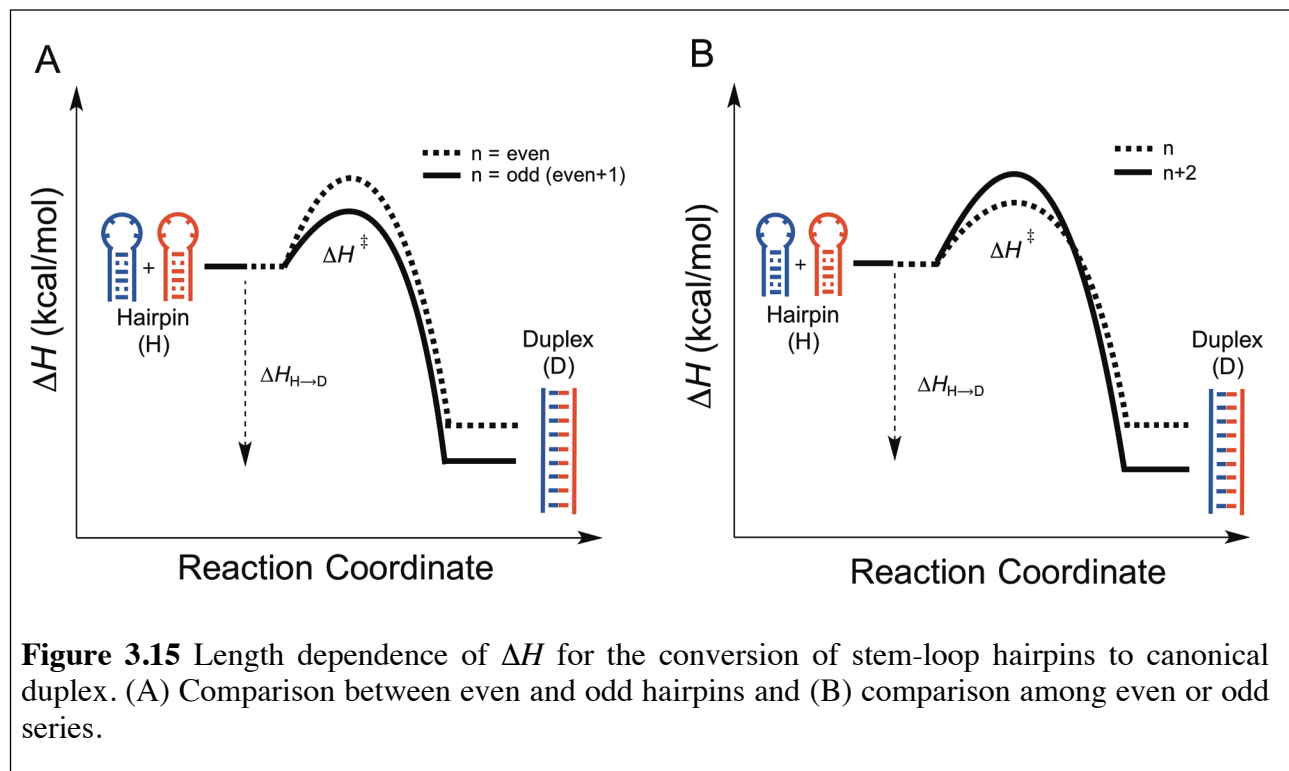 A
ΔH (kcal/mol)
n = even
n = odd (even+1)
+
Hairpin
(H)
ΔH‡
ΔH H→D
Duplex
(D)
Reaction Coordinate
B
ΔH (kcal/mol)
n
n+2
+
Hairpin
(H)
ΔH‡
ΔH H→D
Duplex
(D)
Reaction Coordinate
Figure 3.15 Length dependence of ΔH for the conversion of stem-loop hairpins to canonical
duplex. (A) Comparison between even and odd hairpins and (B) comparison among even or odd
series.